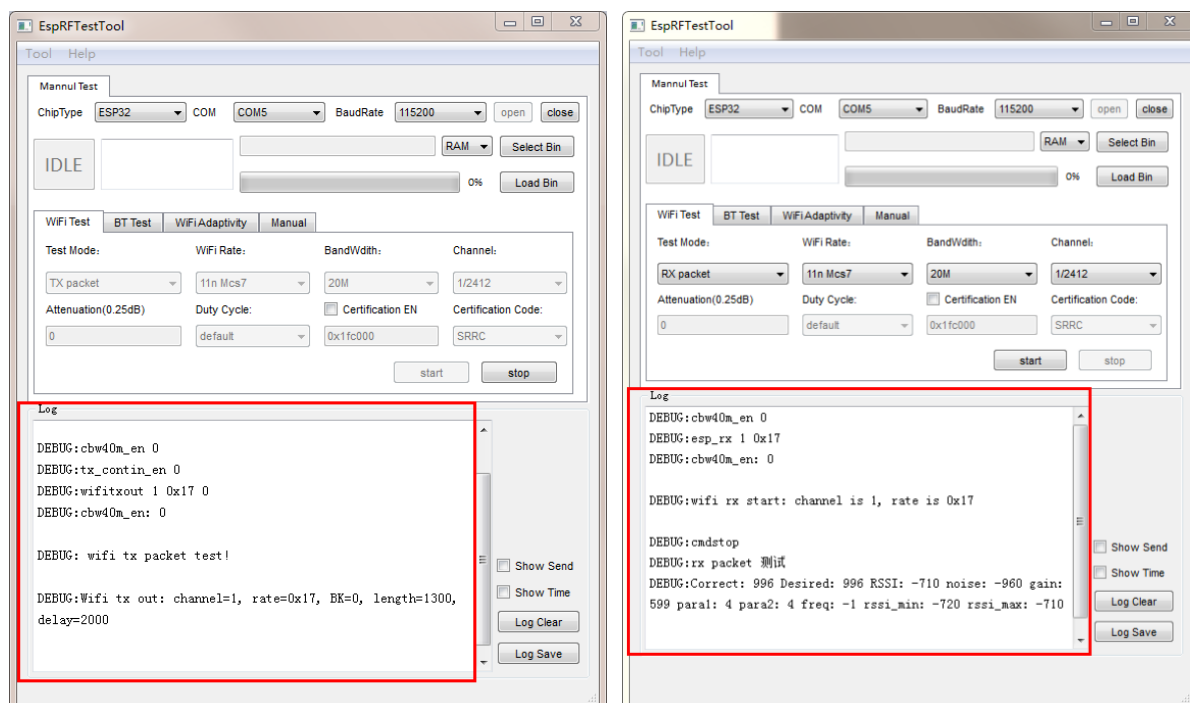 EspRFTestTool
Tool Help
Mannul Test
ChipType ESP32 COM COM5 BaudRate 115200 open close
RAM Select Bin
IDLE
0% Load Bin
WiFi Test BT Test WiFi Adaptivity Manual
Test Mode: WiFi Rate: BandWdith: Channel:
TX packet 11n Mcs7 20M 1/2412
Attenuation(0.25dB) Duty Cycle: Certification EN Certification Code:
0 default 0x1fc000 SRRC
start stop
Log
DEBUG:cbw40m_en 0
DEBUG:tx_contin_en 0
DEBUG:wifitxout 1 0x17 0
DEBUG:cbw40m_en: 0
DEBUG: wifi tx packet test!
DEBUG:Wifi tx out: channel=1, rate=0x17, BK=0, length=1300,
delay=2000
Show Send
Show Time
Log Clear
Log Save
EspRFTestTool
Tool Help
Mannul Test
ChipType ESP32 COM COM5 BaudRate 115200 open close
RAM Select Bin
IDLE
0% Load Bin
WiFi Test BT Test WiFi Adaptivity Manual
Test Mode: WiFi Rate: BandWdith: Channel:
RX packet 11n Mcs7 20M 1/2412
Attenuation(0.25dB) Duty Cycle: Certification EN Certification Code:
0 default 0x1fc000 SRRC
start stop
Log
DEBUG:cbw40m_en 0
DEBUG:esp_rx 1 0x17
DEBUG:cbw40m_en: 0
DEBUG:wifi rx start: channel is 1, rate is 0x17
DEBUG:cmdstop
DEBUG:rx packet 测试
DEBUG:Correct: 996 Desired: 996 RSSI: -710 noise: -960 gain:
599 para1: 4 para2: 4 freq: -1 rssi_min: -720 rssi_max: -710
Show Send
Show Time
Log Clear
Log Save